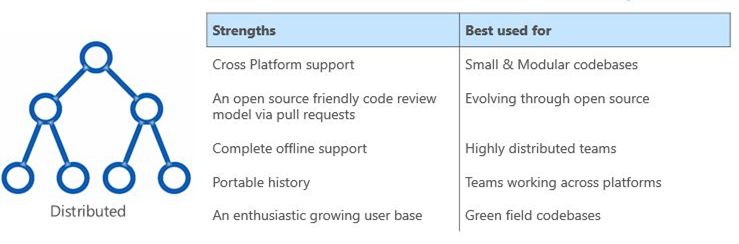 Strengths Best used for
Cross Platform support Small & Modular codebases
An open source friendly code review Evolving through open source
model via pull requests
Complete offline support Highly distributed teams
Portable history Teams working across platforms
An enthusiastic growing user base Green field codebases
Distributed